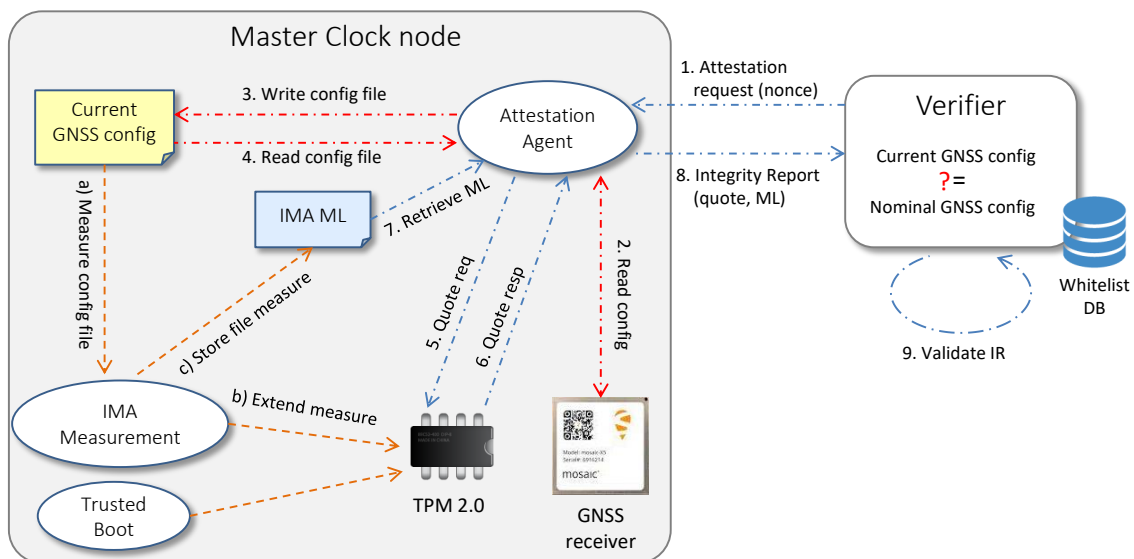 Master Clock node
Current
GNSS config
3. Write config file
4. Read config file
Attestation
Agent
1. Attestation
request (nonce)
Verifier
Current GNSS config
?=
Nominal GNSS config
8. Integrity Report
(quote, ML)
a) Measure config file
IMA ML
7. Retrieve ML
c) Store file measure
5. Quote req
6. Quote resp
2. Read config
Whitelist
DB
9. Validate IR
IMA
Measurement
b) Extend measure
Trusted
Boot
TPM 2.0
Model: mosaic-X5
mosaic
GNSS
receiver